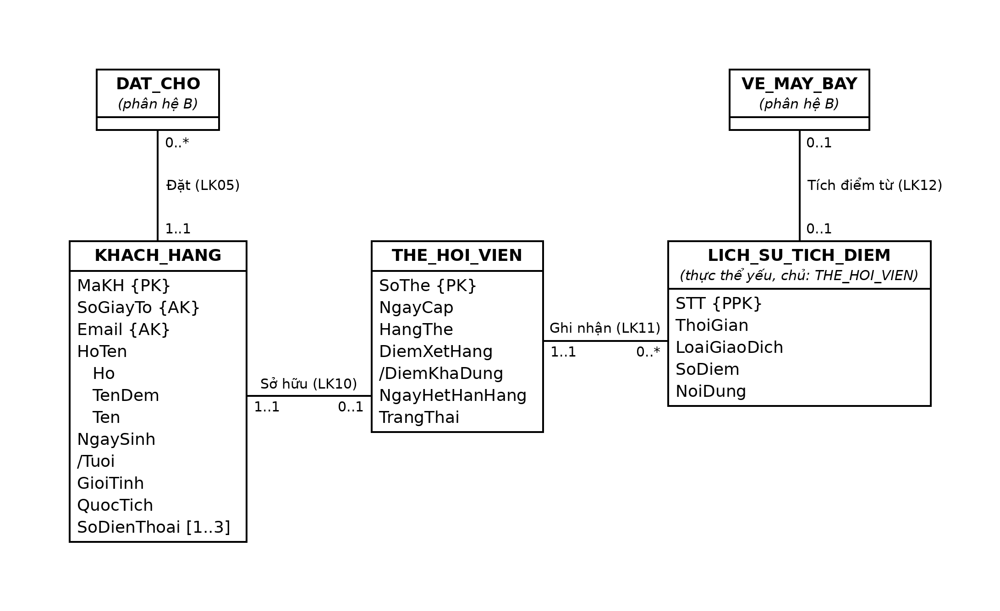 DAT_CHO
(phân hệ B)
0..*
Đặt (LK05)
1..1
VE_MAY_BAY
(phân hệ B)
0..1
Tích điểm từ (LK12)
0..1
KHACH_HANG
MaKH {PK}
SoGiayTo {AK}
Email {AK}
HoTen
Ho
TenDem
Ten
NgaySinh
/Tuoi
GioiTinh
QuocTich
SoDienThoai [1..3]
Sở hữu (LK10)
1..1
0..1
THE_HOI_VIEN
SoThe {PK}
NgayCap
HangThe
DiemXetHang
/DiemKhaDung
NgayHetHanHang
TrangThai
Ghi nhận (LK11)
1..1
0..*
LICH_SU_TICH_DIEM
(thực thể yếu, chủ: THE_HOI_VIEN)
STT {PPK}
ThoiGian
LoaiGiaoDich
SoDiem
NoiDung